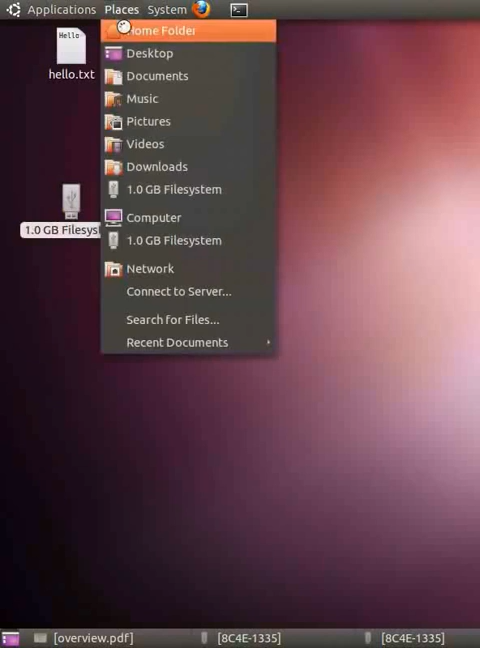 Applications Places System
Hello
hello.txt
1.0 GB Filesyst
Home Folder
Desktop
Documents
Music
Pictures
Videos
Downloads
1.0 GB Filesystem
Computer
1.0 GB Filesystem
Network
Connect to Server...
Search for Files...
Recent Documents
[overview.pdf] [8C4E-1335] [8C4E-1335]